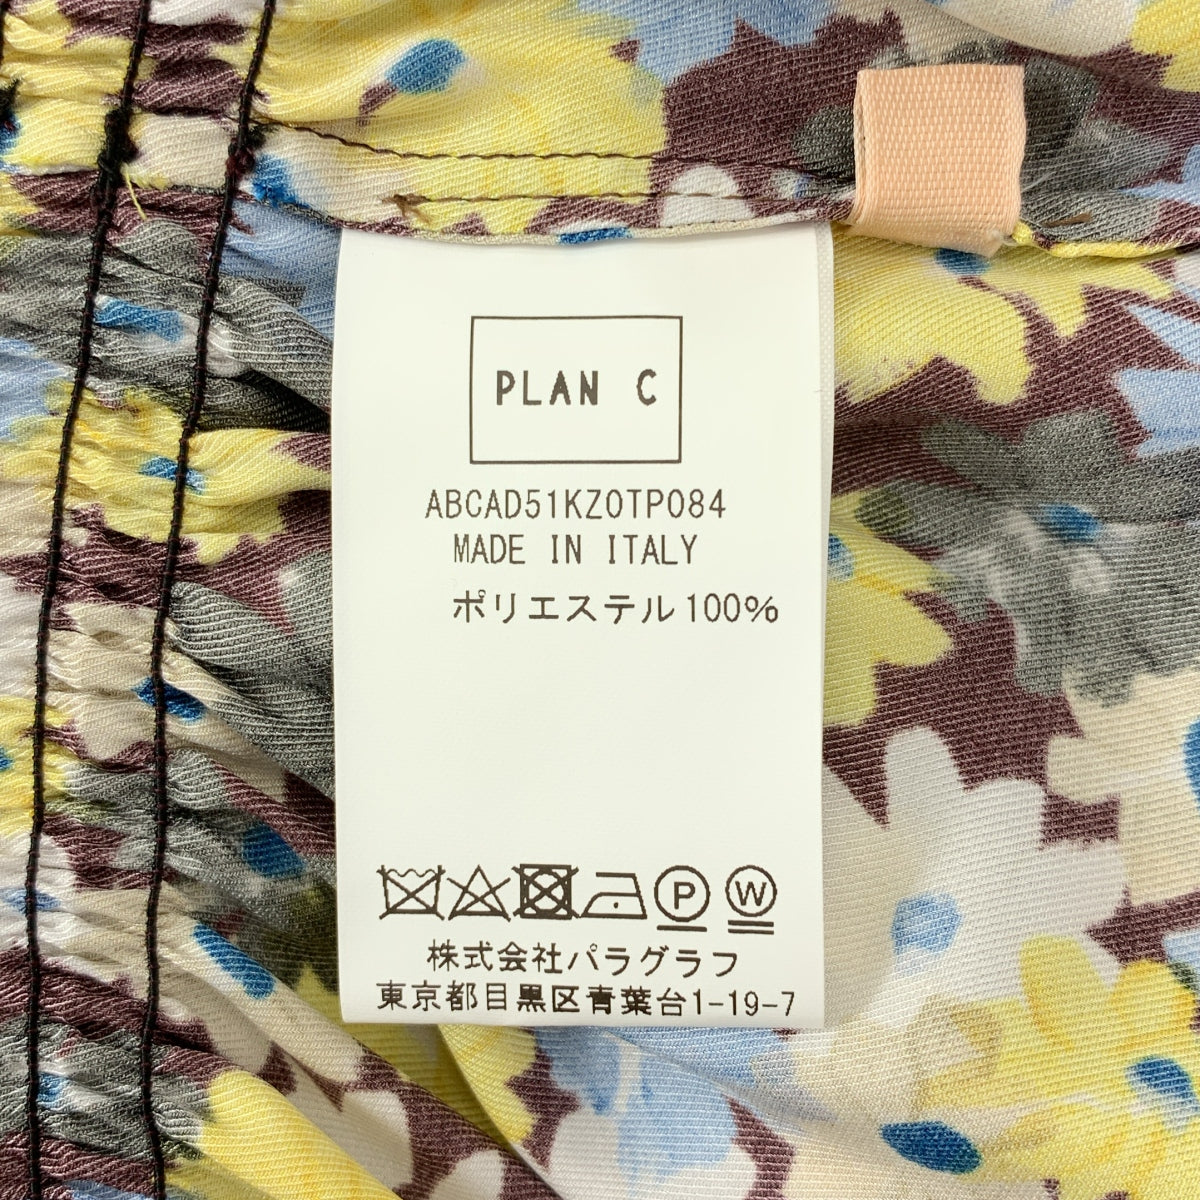 PLAN C
ABCAD51KZ0TP084
MADE IN ITALY
ポリエステル100%
P W
株式会社パラグラフ
東京都目黒区青葉台1-19-7